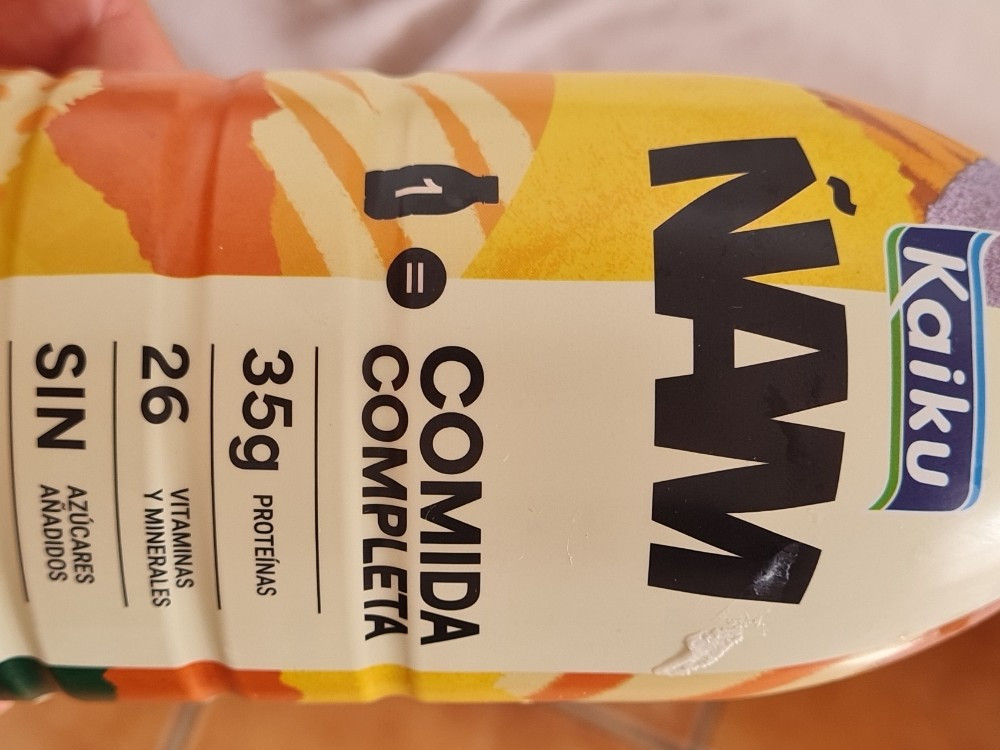 Kaiku
ÑAM
1 = COMIDA
COMPLETA
35g PROTEÍNAS
26 VITAMINAS
Y MINERALES
SIN AZÚCARES
AÑADIDOS